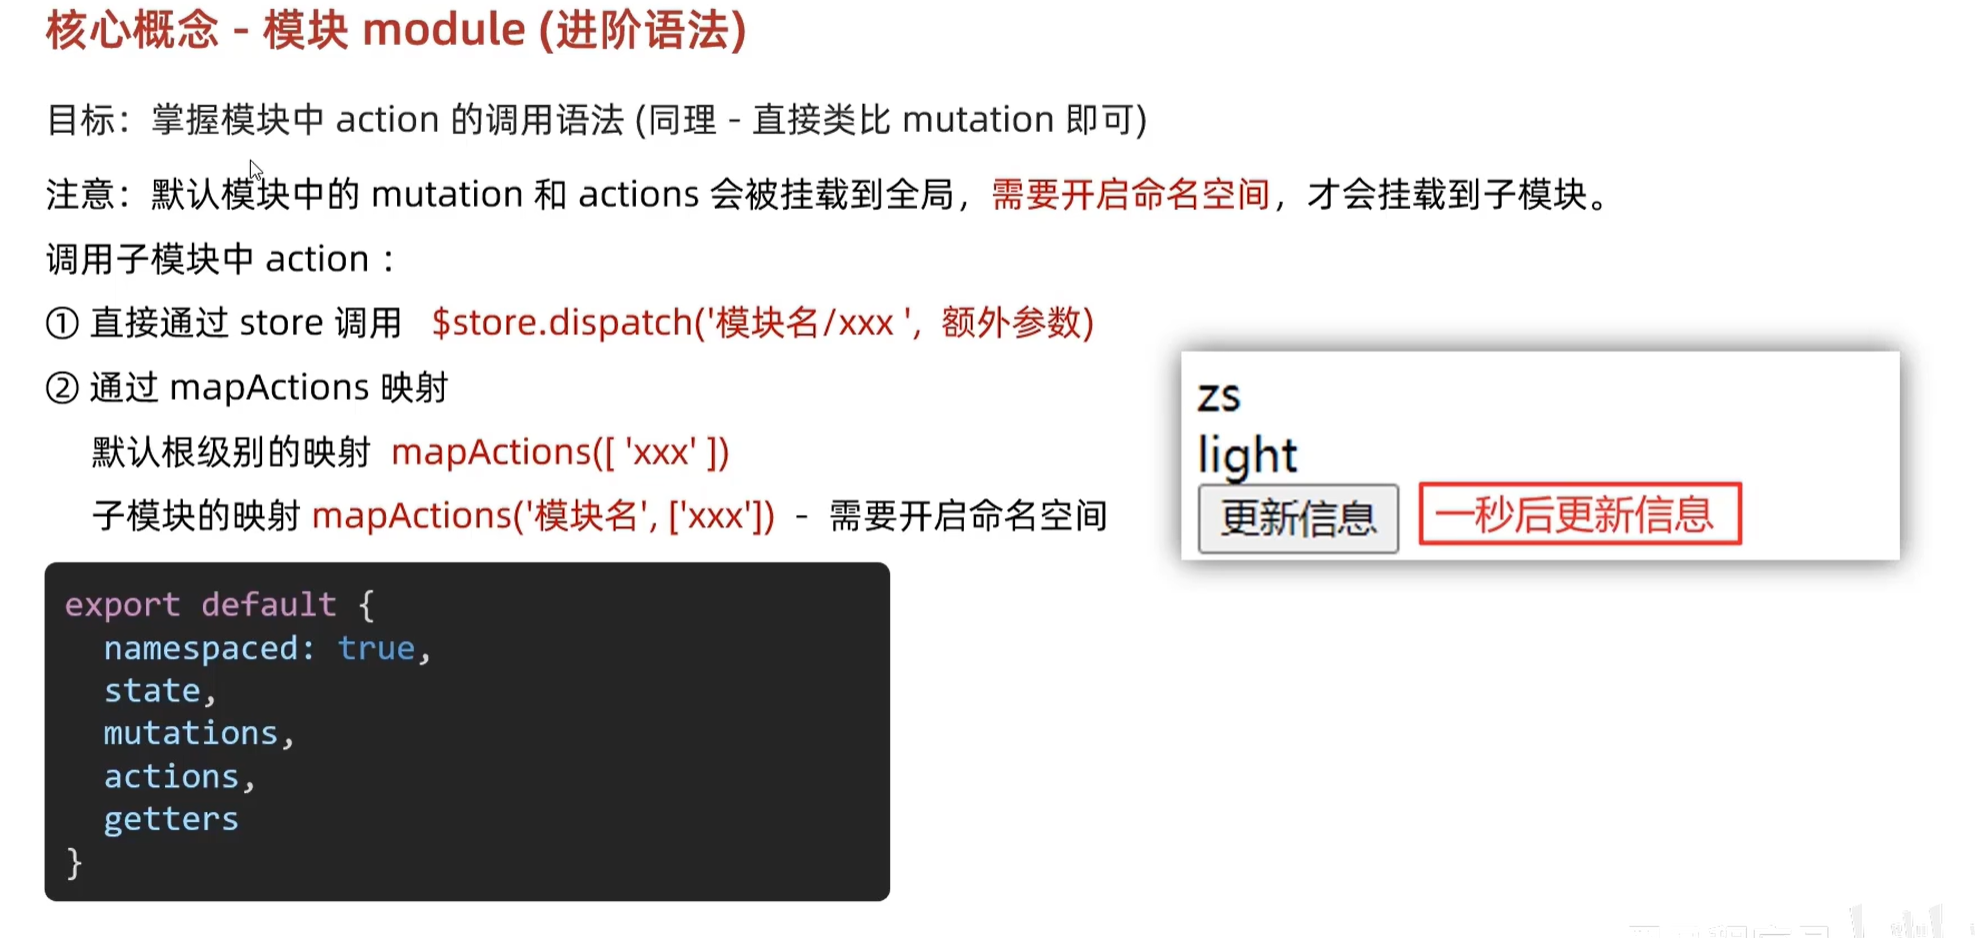 核心概念 - 模块 module (进阶语法)
目标：掌握模块中 action 的调用语法 (同理 - 直接类比 mutation 即可)
注意：默认模块中的 mutation 和 actions 会被挂载到全局，需要开启命名空间，才会挂载到子模块。
调用子模块中 action：
① 直接通过 store 调用 $store.dispatch('模块名/xxx ', 额外参数)
② 通过 mapActions 映射
默认根级别的映射 mapActions([ 'xxx' ])
子模块的映射 mapActions('模块名', ['xxx']) - 需要开启命名空间
zs
light
更新信息 一秒后更新信息
export default {
namespaced: true,
state,
mutations,
actions,
getters
}